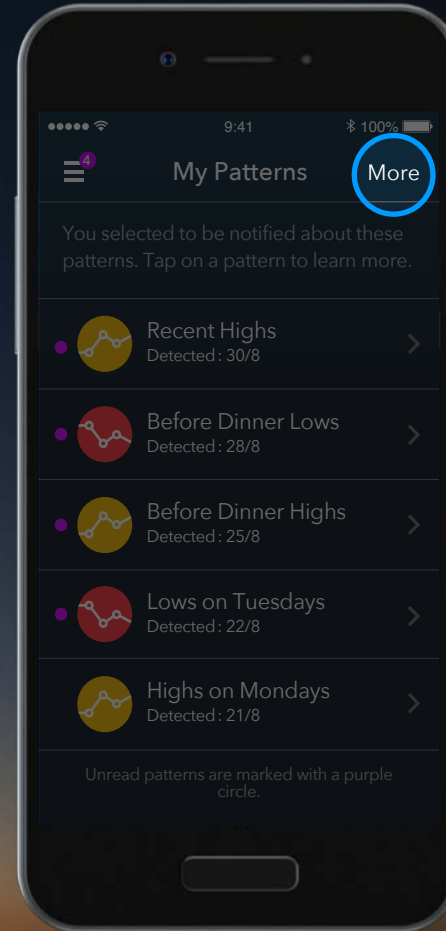 9:41
100%
4
My Patterns
More
You selected to be notified about these
patterns. Tap on a pattern to learn more.
Recent Highs
Detected: 30/8
Before Dinner Lows
Detected: 28/8
Before Dinner Highs
Detected: 25/8
Lows on Tuesdays
Detected: 22/8
Highs on Mondays
Detected: 21/8
Unread patterns are marked with a purple
circle.